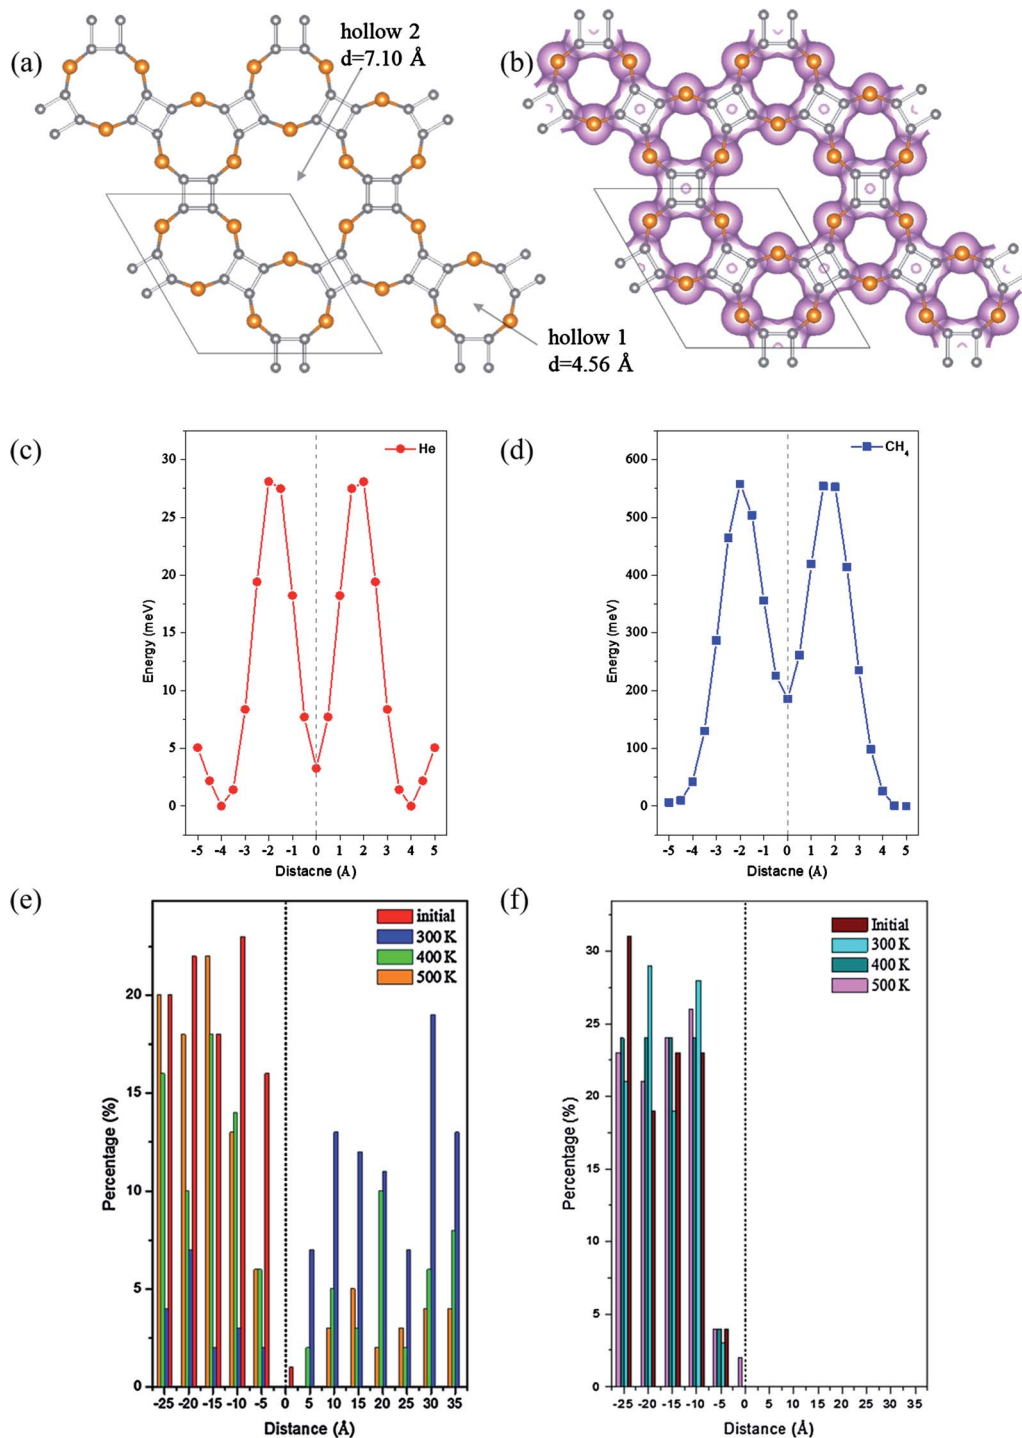 (a)
hollow 2
d=7.10 Å
(b)
hollow 1
d=4.56 Å
(c)
He
30
25
20
15
10
5
0
Energy (meV)
-5 -4 -3 -2 -1 0 1 2 3 4 5
Distacne (Å)
(d)
CH4
600
500
400
300
200
100
0
Energy (meV)
-5 -4 -3 -2 -1 0 1 2 3 4 5
Distacne (Å)
(e)
initial
300 K
400 K
500 K
20
15
10
5
0
Percentage (%)
-25 -20 -15 -10 -5 0 5 10 15 20 25 30 35
Distance (Å)
(f)
Initial
300 K
400 K
500 K
30
25
20
15
10
5
0
Percentage (%)
-25 -20 -15 -10 -5 0 5 10 15 20 25 30 35
Distance (Å)